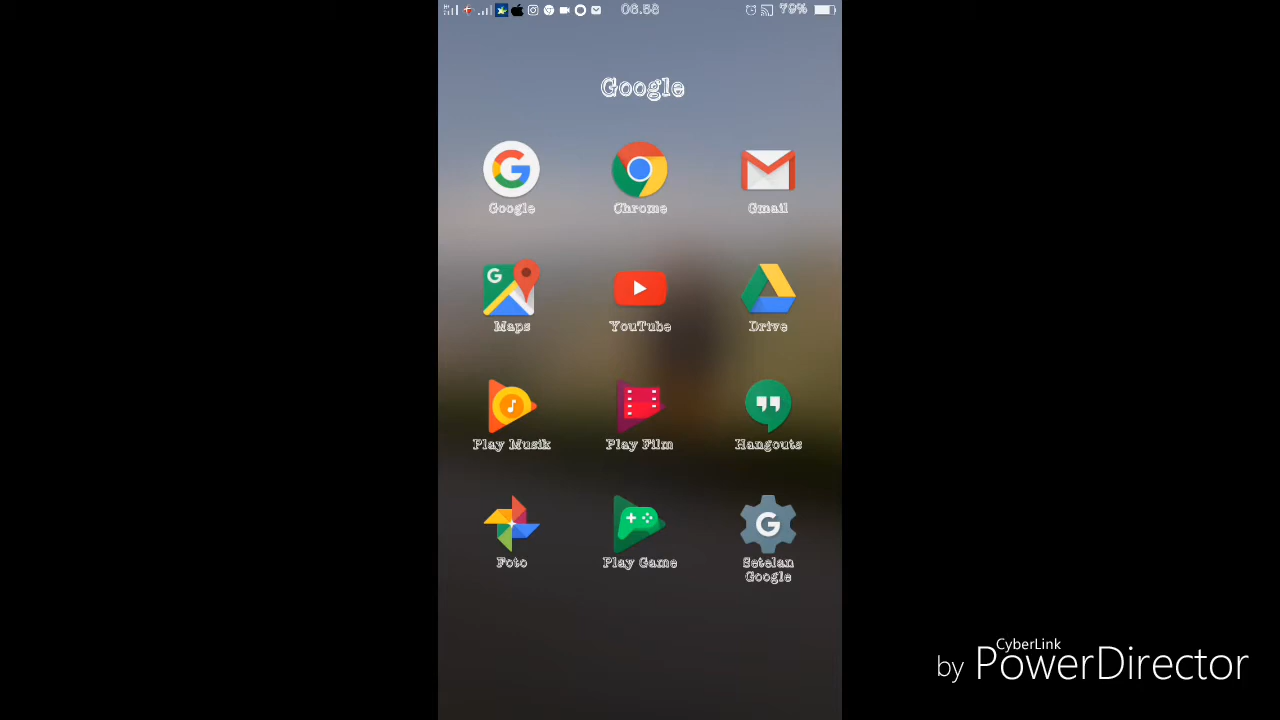 06.58
79%
Google
Google
Chrome
Gmail
Maps
YouTube
Drive
Play Musik
Play Film
Hangouts
Foto
Play Game
Setelan
Google
CyberLink
by PowerDirector